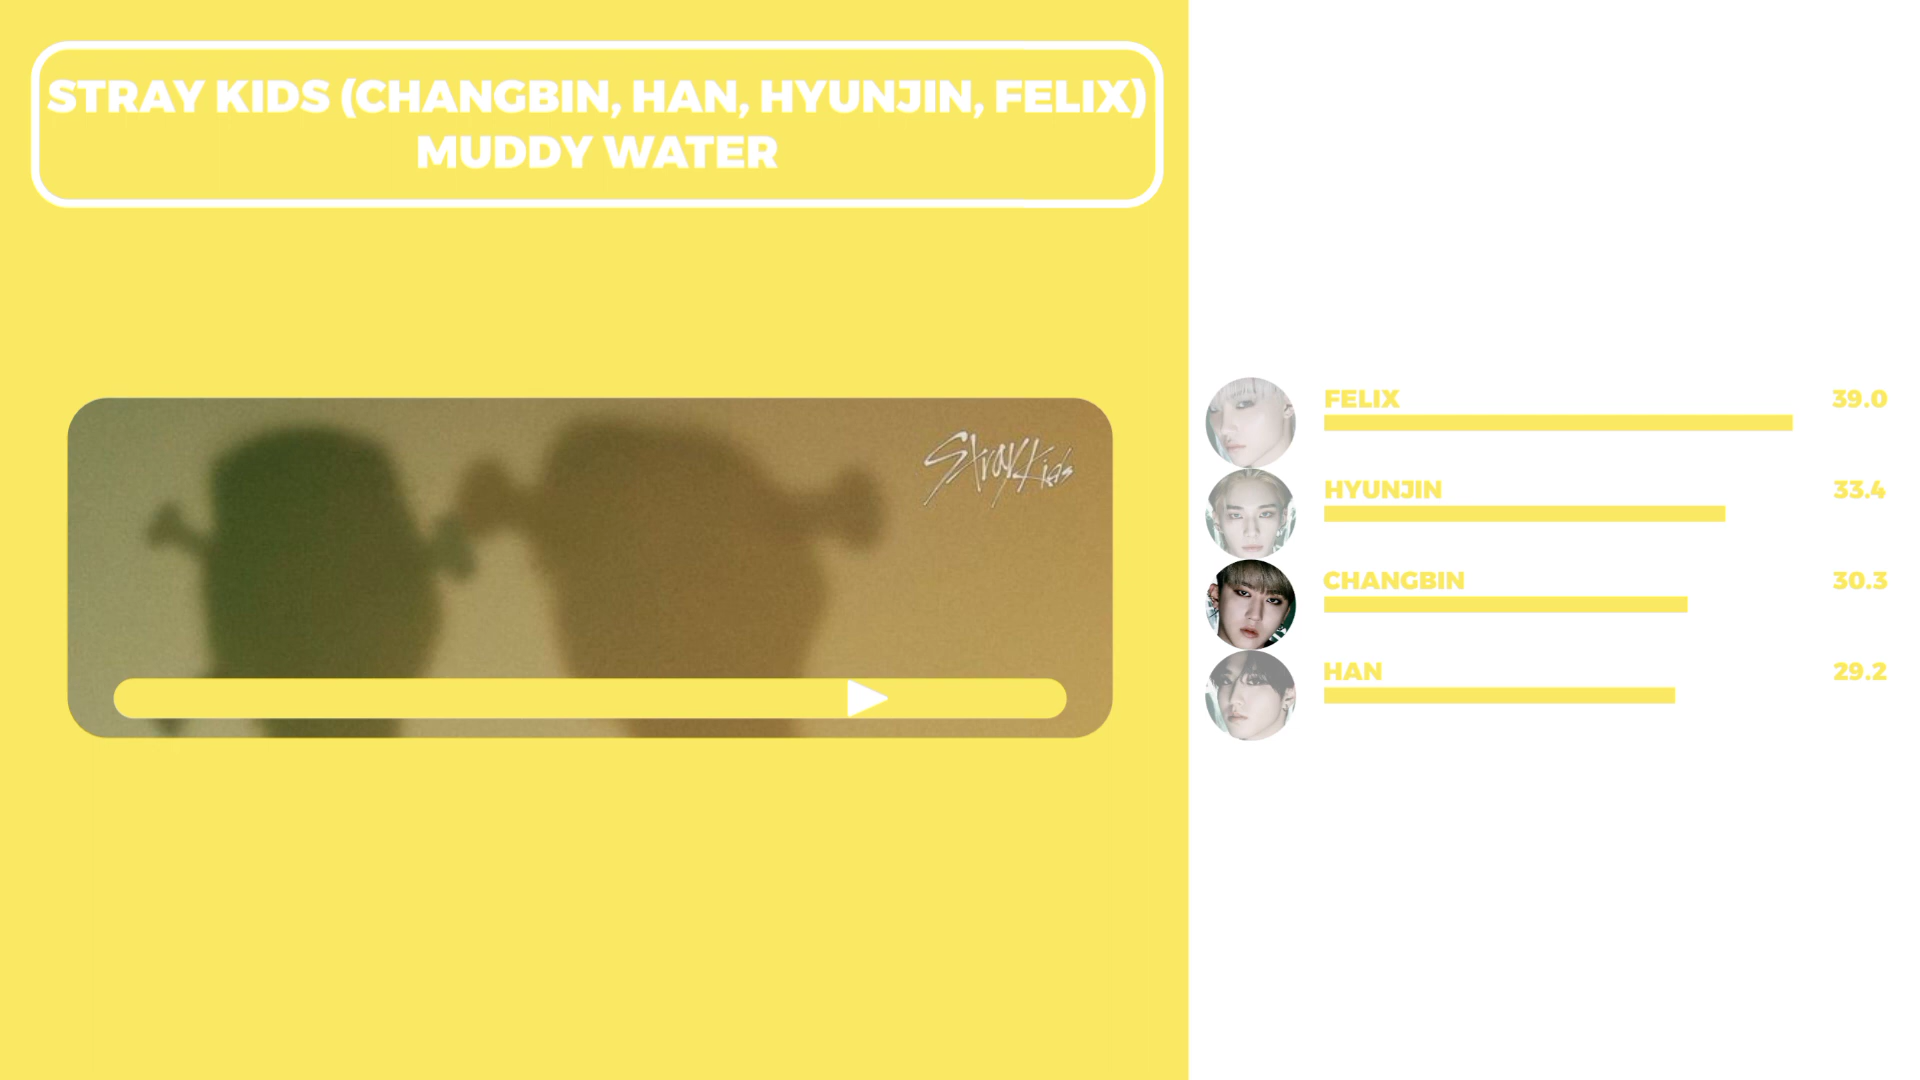 STRAY KIDS (CHANGBIN, HAN, HYUNJIN, FELIX)
MUDDY WATER
Stray Kids
FELIX 39.0
HYUNJIN 33.4
CHANGBIN 30.3
HAN 29.2